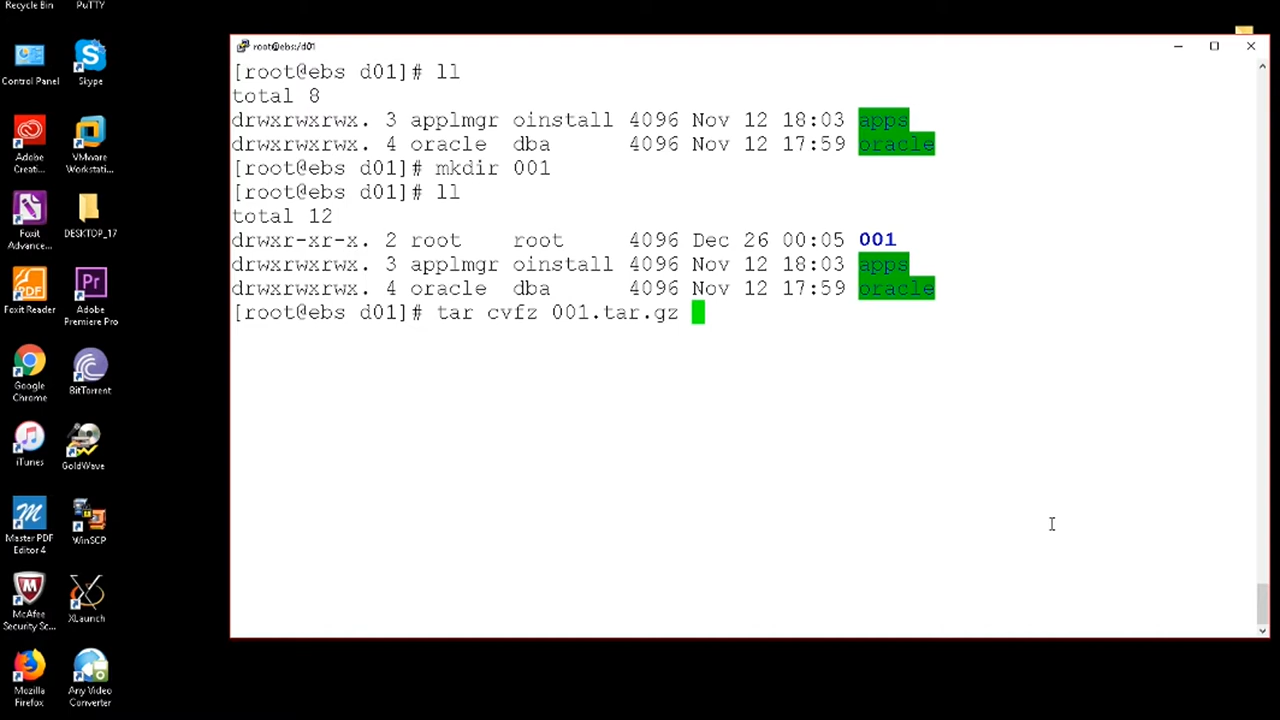 Recycle Bin
PuTTY
Control Panel
Skype
Adobe
Creati...
VMware
Workstati...
Foxit
Advance...
DESKTOP_17
Foxit Reader
Adobe
Premiere Pro
Google
Chrome
BitTorrent
iTunes
GoldWave
Master PDF
Editor 4
WinSCP
McAfee
Security Sc...
XLaunch
Mozilla
Firefox
Any Video
Converter
root@ebs:/d01
[root@ebs d01]# ll
total 8
drwxrwxrwx. 3 applmgr oinstall 4096 Nov 12 18:03 apps
drwxrwxrwx. 4 oracle dba 4096 Nov 12 17:59 oracle
[root@ebs d01]# mkdir 001
[root@ebs d01]# ll
total 12
drwxr-xr-x. 2 root root 4096 Dec 26 00:05 001
drwxrwxrwx. 3 applmgr oinstall 4096 Nov 12 18:03 apps
drwxrwxrwx. 4 oracle dba 4096 Nov 12 17:59 oracle
[root@ebs d01]# tar cvfz 001.tar.gz